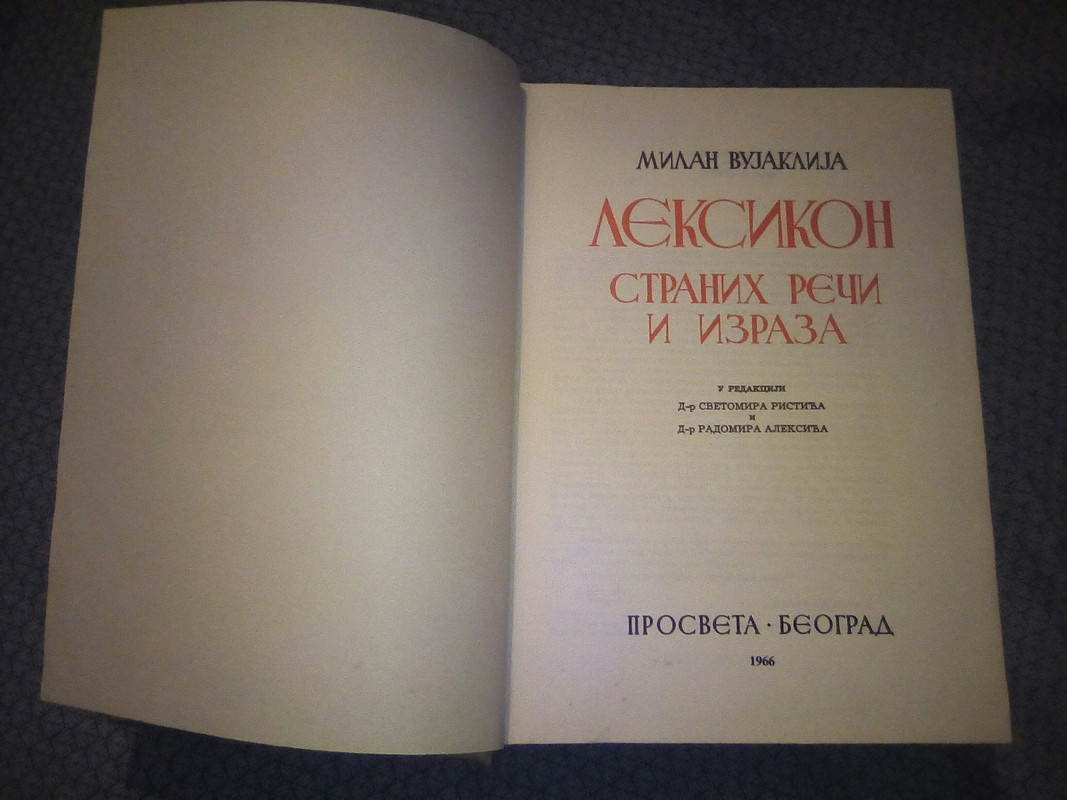 МИЛАН ВУЈАКЛИЈА
ЛЕКСИКОН
СТРАНИХ РЕЧИ
И ИЗРАЗА
У РЕДАКЦИЈИ
Д-р СВЕТОМИРА РИСТИЋА
и
Д-р РАДОМИРА АЛЕКСИЋА
ПРОСВЕТА · БЕОГРАД
1966